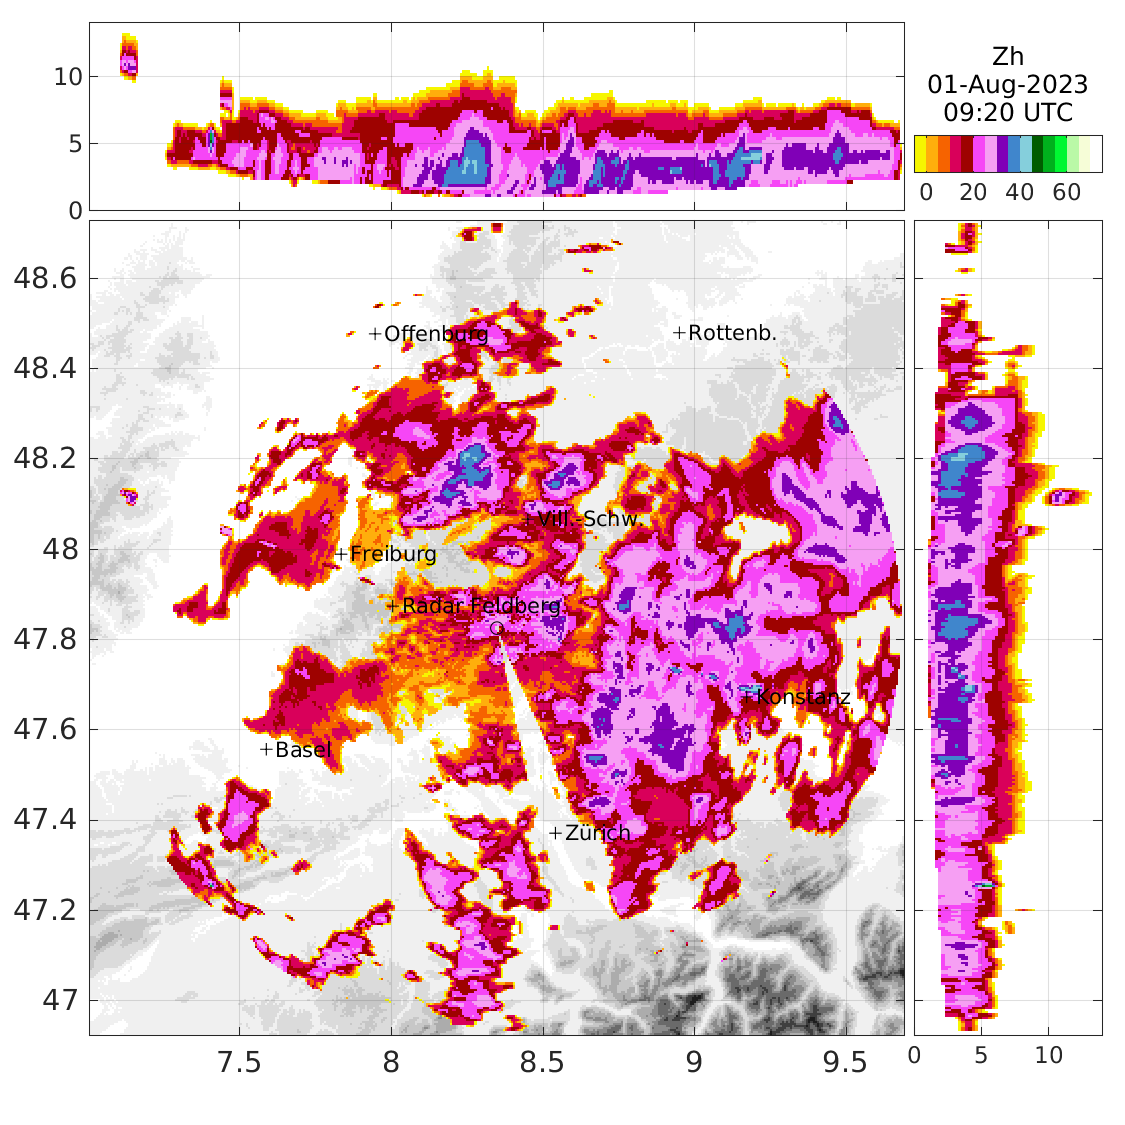 Zh
01-Aug-2023
09:20 UTC
10
5
0
0 20 40 60
48.6
+Offenburg
+Rottenb.
48.4
48.2
+Vill.-Schw.
48
+Freiburg
+Radar Feldberg
47.8
+Konstanz
47.6
+Basel
47.4
+Zürich
47.2
47
7.5 8 8.5 9 9.5
0 5 10